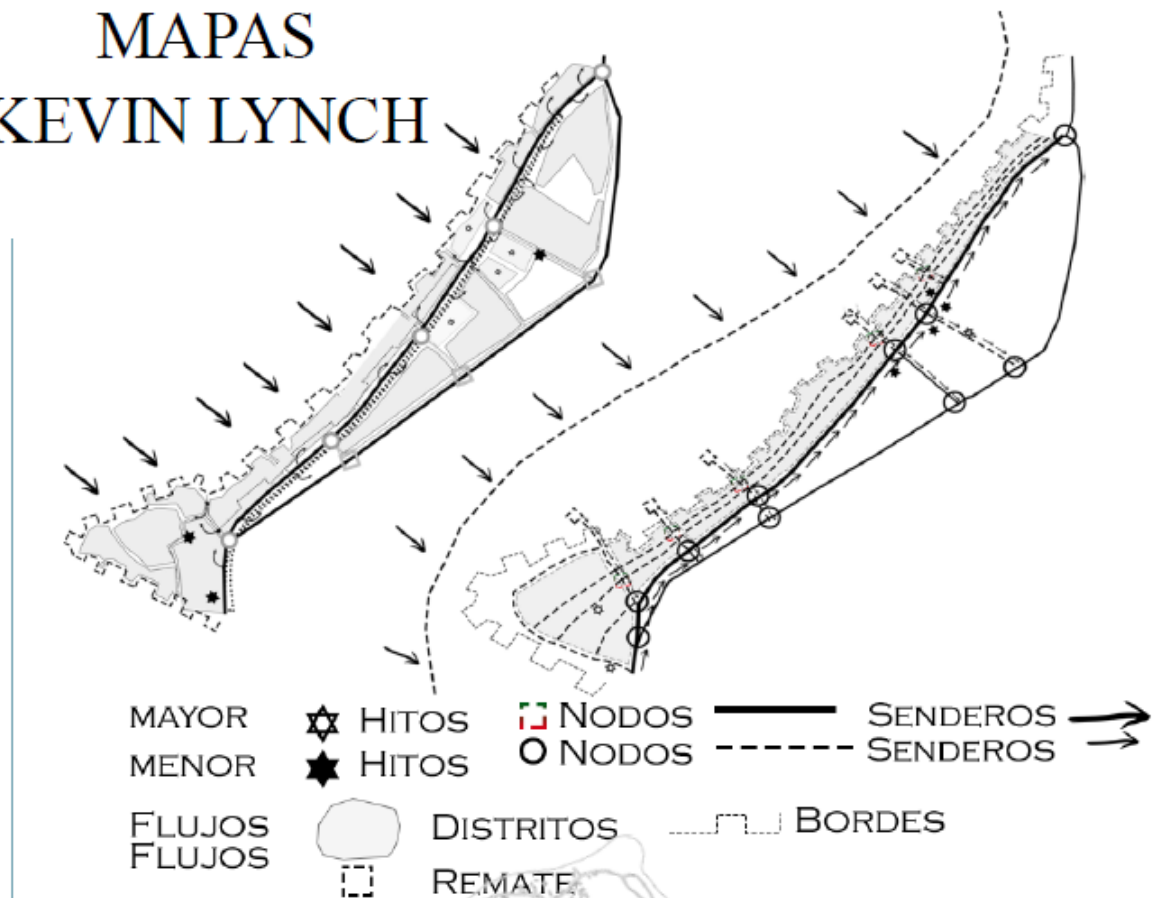 MAPAS
KEVIN LYNCH
MAYOR HITOS NODOS SENDEROS
MENOR HITOS NODOS SENDEROS
FLUJOS DISTRITOS BORDES
FLUJOS
REMATE